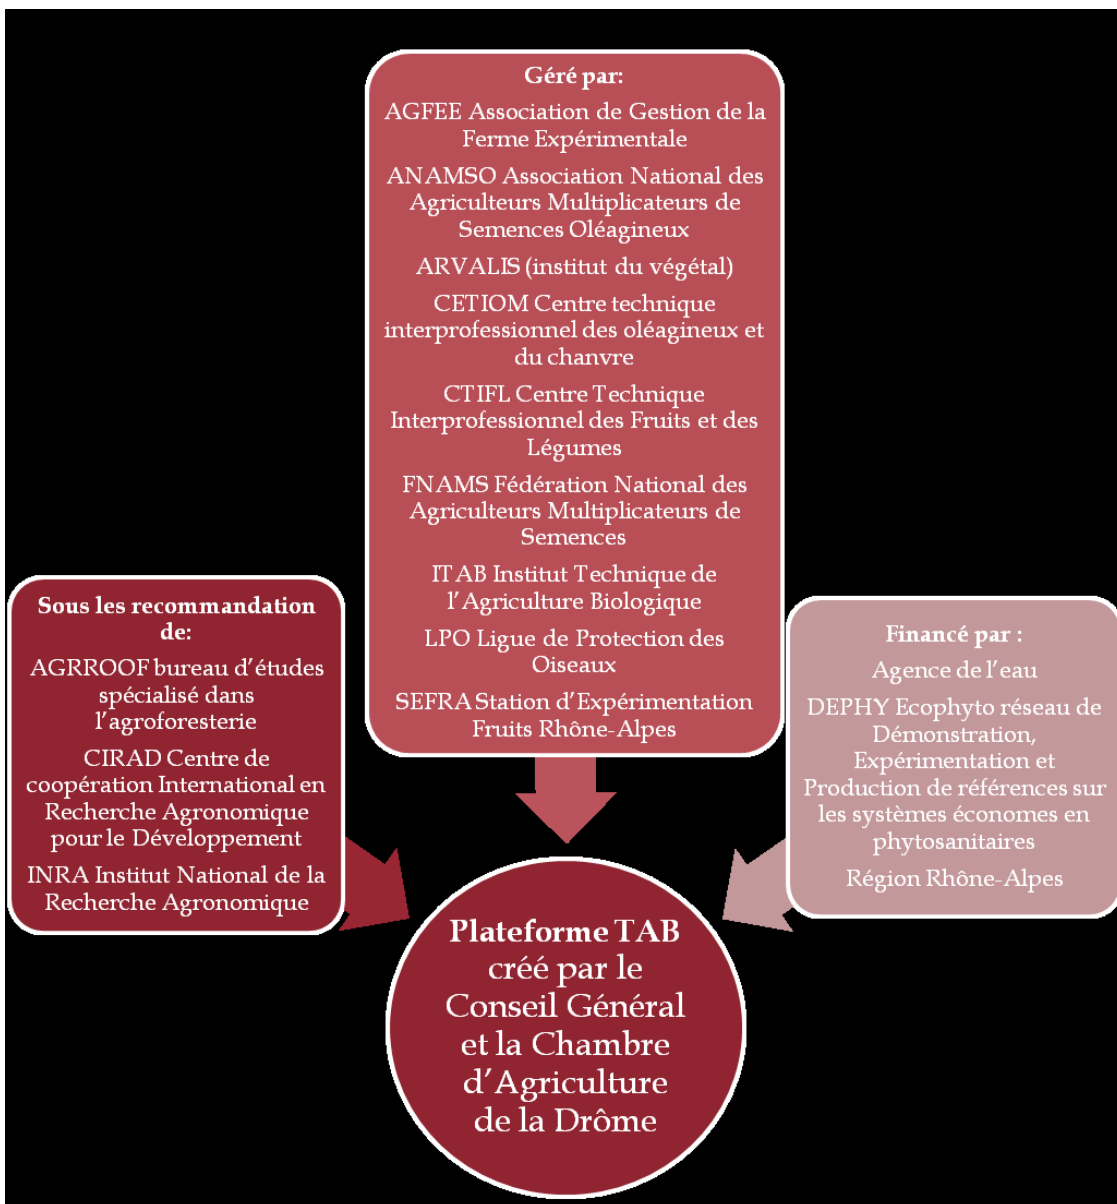 Géré par:
AGFEE Association de Gestion de la
Ferme Expérimentale
ANAMSO Association National des
Agriculteurs Multiplicateurs de
Semences Oléagineux
ARVALIS (institut du végétal)
CETIOM Centre technique
interprofessionnel des oléagineux et
du chanvre
CTIFL Centre Technique
Interprofessionnel des Fruits et des
Légumes
FNAMS Fédération National des
Agriculteurs Multiplicateurs de
Semences
ITAB Institut Technique de
l'Agriculture Biologique
LPO Ligue de Protection des
Oiseaux
SEFRA Station d'Expérimentation
Fruits Rhône-Alpes
Sous les recommandation
de:
AGRROOF bureau d'études
spécialisé dans
l'agroforesterie
CIRAD Centre de
coopération International en
Recherche Agronomique
pour le Développement
INRA Institut National de la
Recherche Agronomique
Financé par :
Agence de l'eau
DEPHY Ecophyto réseau de
Démonstration,
Expérimentation et
Production de références sur
les systèmes économes en
phytosanitaires
Région Rhône-Alpes
Plateforme TAB
créé par le
Conseil Général
et la Chambre
d'Agriculture
de la Drôme